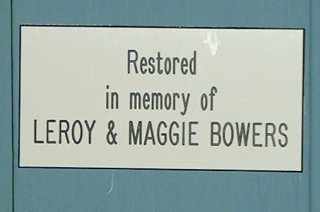 Restored
in memory of
LEROY & MAGGIE BOWERS